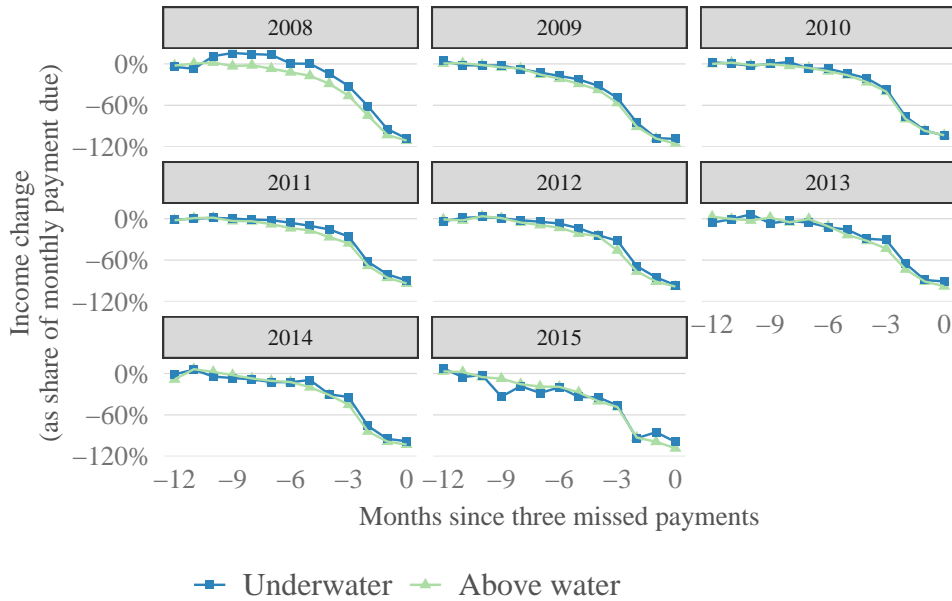 2008
2009
2010
0%
−60%
−120%
2011
2012
2013
0%
−60%
−120%
−12 −9 −6 −3 0
2014
2015
0%
−60%
−120%
−12 −9 −6 −3 0
−12 −9 −6 −3 0
Income change
(as share of monthly payment due)
Months since three missed payments
Underwater
Above water